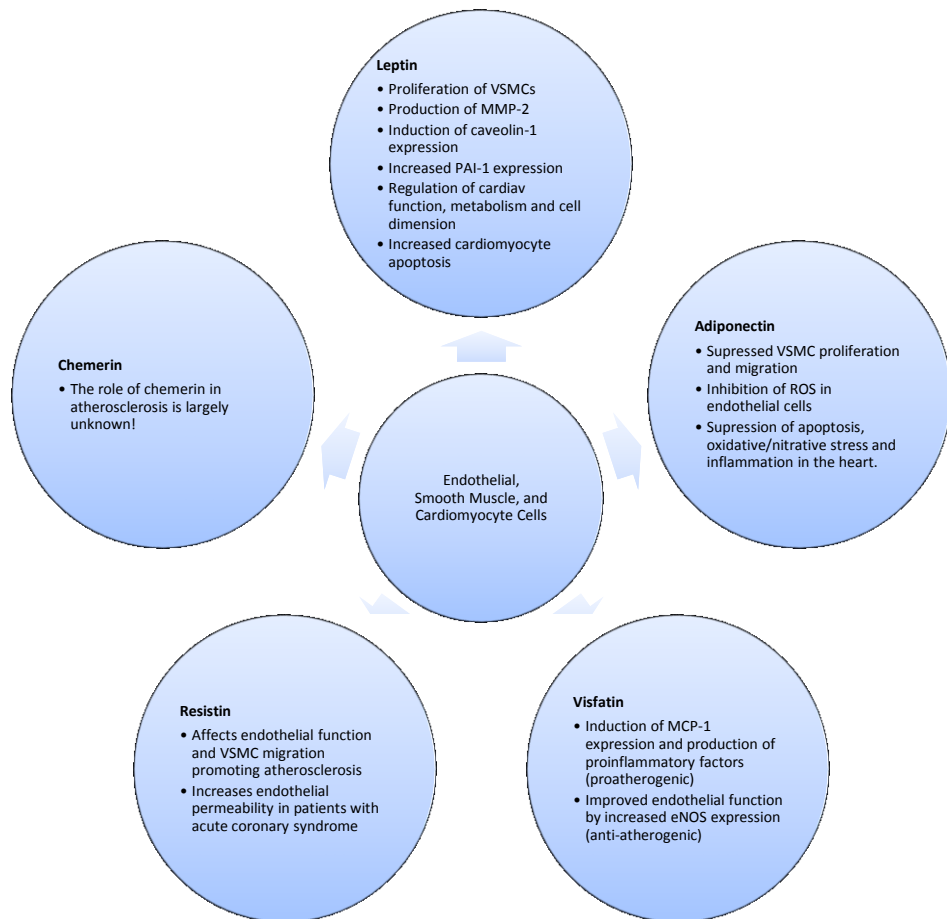 Leptin
• Proliferation of VSMCs
• Production of MMP-2
• Induction of caveolin-1
expression
• Increased PAI-1 expression
• Regulation of cardiav
function, metabolism and cell
dimension
• Increased cardiomyocyte
apoptosis
Adiponectin
• Supressed VSMC proliferation
and migration
• Inhibition of ROS in
endothelial cells
• Supression of apoptosis,
oxidative/nitrative stress and
inflammation in the heart.
Chemerin
• The role of chemerin in
atherosclerosis is largely
unknown!
Endothelial,
Smooth Muscle, and
Cardiomyocyte Cells
Resistin
• Affects endothelial function
and VSMC migration
promoting atherosclerosis
• Increases endothelial
permeability in patients with
acute coronary syndrome
Visfatin
• Induction of MCP-1
expression and production of
proinflammatory factors
(proatherogenic)
• Improved endothelial function
by increased eNOS expression
(anti-atherogenic)